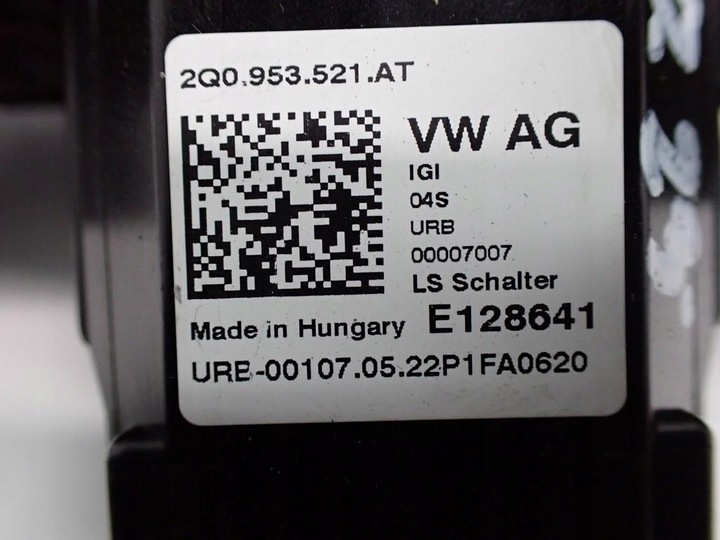 2Q0.953.521.AT
VW AG
IGI
04S
URB
00007007
LS Schalter
Made in Hungary E128641
URB-00107.05.22P1FA0620